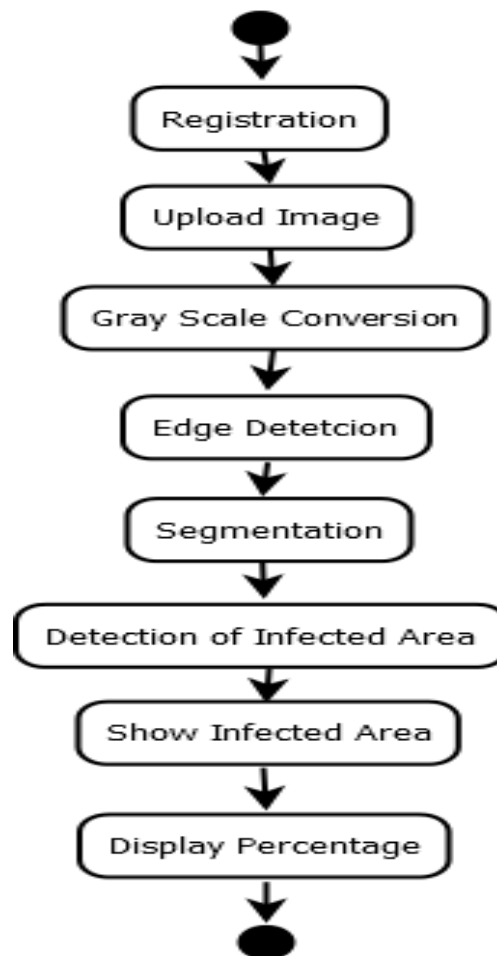 Registration
Upload Image
Gray Scale Conversion
Edge Detetcion
Segmentation
Detection of Infected Area
Show Infected Area
Display Percentage